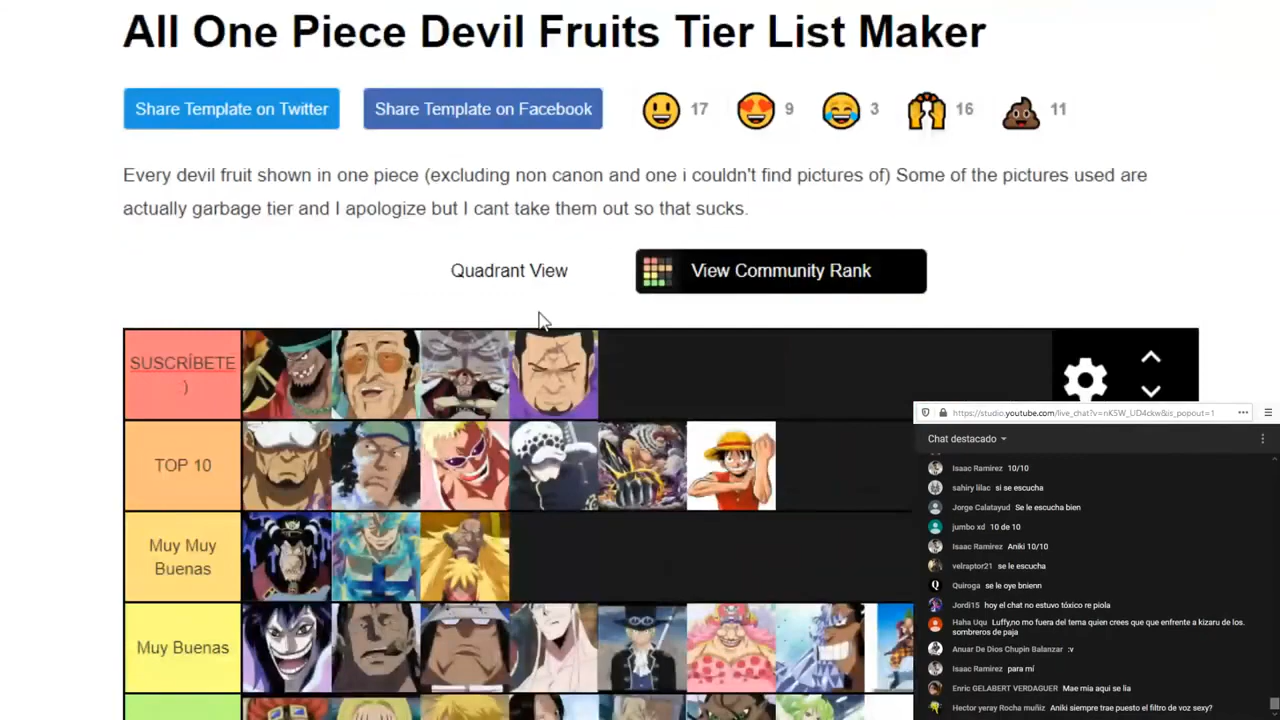 All One Piece Devil Fruits Tier List Maker
Share Template on Twitter
Share Template on Facebook
17
9
3
16
11
Every devil fruit shown in one piece (excluding non canon and one i couldn't find pictures of) Some of the pictures used are
actually garbage tier and I apologize but I cant take them out so that sucks.
Quadrant View
View Community Rank
SUSCRÍBETE
)
TOP 10
Muy Muy
Buenas
Muy Buenas
https://studio.youtube.com/live_chat?v=nK5W_UD4ckw&is_popout=1
Chat destacado
Isaac Ramirez 10/10
sahiry lilac si se escucha
Jorge Calatayud Se le escucha bien
jumbo xd 10 de 10
Isaac Ramirez Aniki 10/10
velraptor21 se le escucha
Quiroga se le oye bnienn
Jordi15 hoy el chat no estuvo tóxico re piola
Haha Uqu Luffy,no mo fuera del tema quien crees que que enfrente a kizaru de los.
sombreros de paja
Anuar De Dios Chupin Balanzar :v
Isaac Ramirez para mí
Enric GELABERT VERDAGUER Mae mia aqui se lia
Hector yeray Rocha muñiz Aniki siempre trae puesto el filtro de voz sexy?